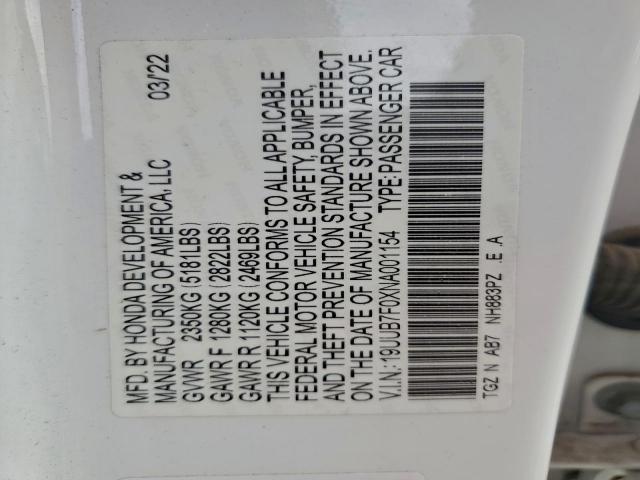 MFD. BY HONDA DEVELOPMENT & 03/22
MANUFACTURING OF AMERICA, LLC
GVWR 2350KG (5181LBS)
GAWR F 1280KG (2822LBS)
GAWR R 1120KG (2469LBS)
THIS VEHICLE CONFORMS TO ALL APPLICABLE
FEDERAL MOTOR VEHICLE SAFETY, BUMPER,
AND THEFT PREVENTION STANDARDS IN EFFECT
ON THE DATE OF MANUFACTURE SHOWN ABOVE.
V.I.N.:19UUB7F0XNA001154 TYPE:PASSENGER CAR
TGZ N AB7 NH883PZ .E .A